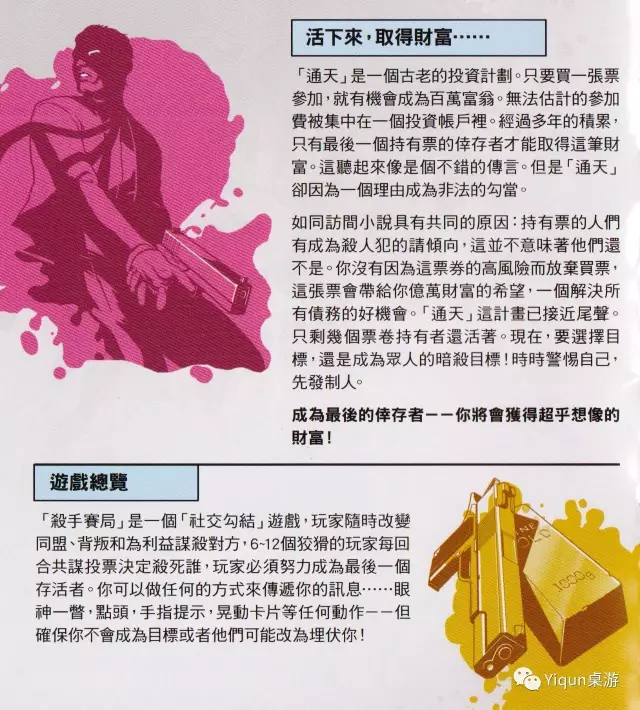 活下來，取得財富……
「通天」是一個古老的投資計劃。只要買一張票
參加，就有機會成為百萬富翁。無法估計的參加
費被集中在一個投資帳戶裡。經過多年的積累，
只有最後一個持有票的倖存者才能取得這筆財
富。這聽起來像是個不錯的傳言。但是「通天」
卻因為一個理由成為非法的勾當。
如同訪間小說具有共同的原因：持有票的人們
有成為殺人犯的請傾向，這並不意味著他們還
不是。你沒有因為這票券的高風險而放棄買票，
這張票會帶給你億萬財富的希望，一個解決所
有債務的好機會。「通天」這計畫已接近尾聲。
只剩幾個票卷持有者還活著。現在，要選擇目
標，還是成為眾人的暗殺目標！時時警惕自己，
先發制人。
成為最後的倖存者－－你將會獲得超乎想像的
財富！
遊戲總覽
「殺手賽局」是一個「社交勾結」遊戲，玩家隨時改變
同盟、背叛和為利益謀殺對方，6~12個狡猾的玩家每回
合共謀投票決定殺死誰，玩家必須努力成為最後一個
存活者。你可以做任何的方式來傳遞你的訊息……眼
神一瞥，點頭，手指提示，晃動卡片等任何動作－－但
確保你不會成為目標或者他們可能改為埋伏你！
1000g
Yiqun桌游